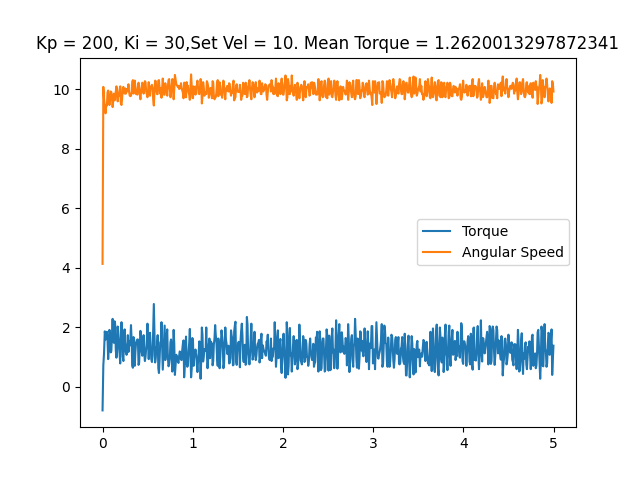 Kp = 200, Ki = 30,Set Vel = 10. Mean Torque = 1.2620013297872341
10
8
6
4
2
0
Torque
Angular Speed
0 1 2 3 4 5